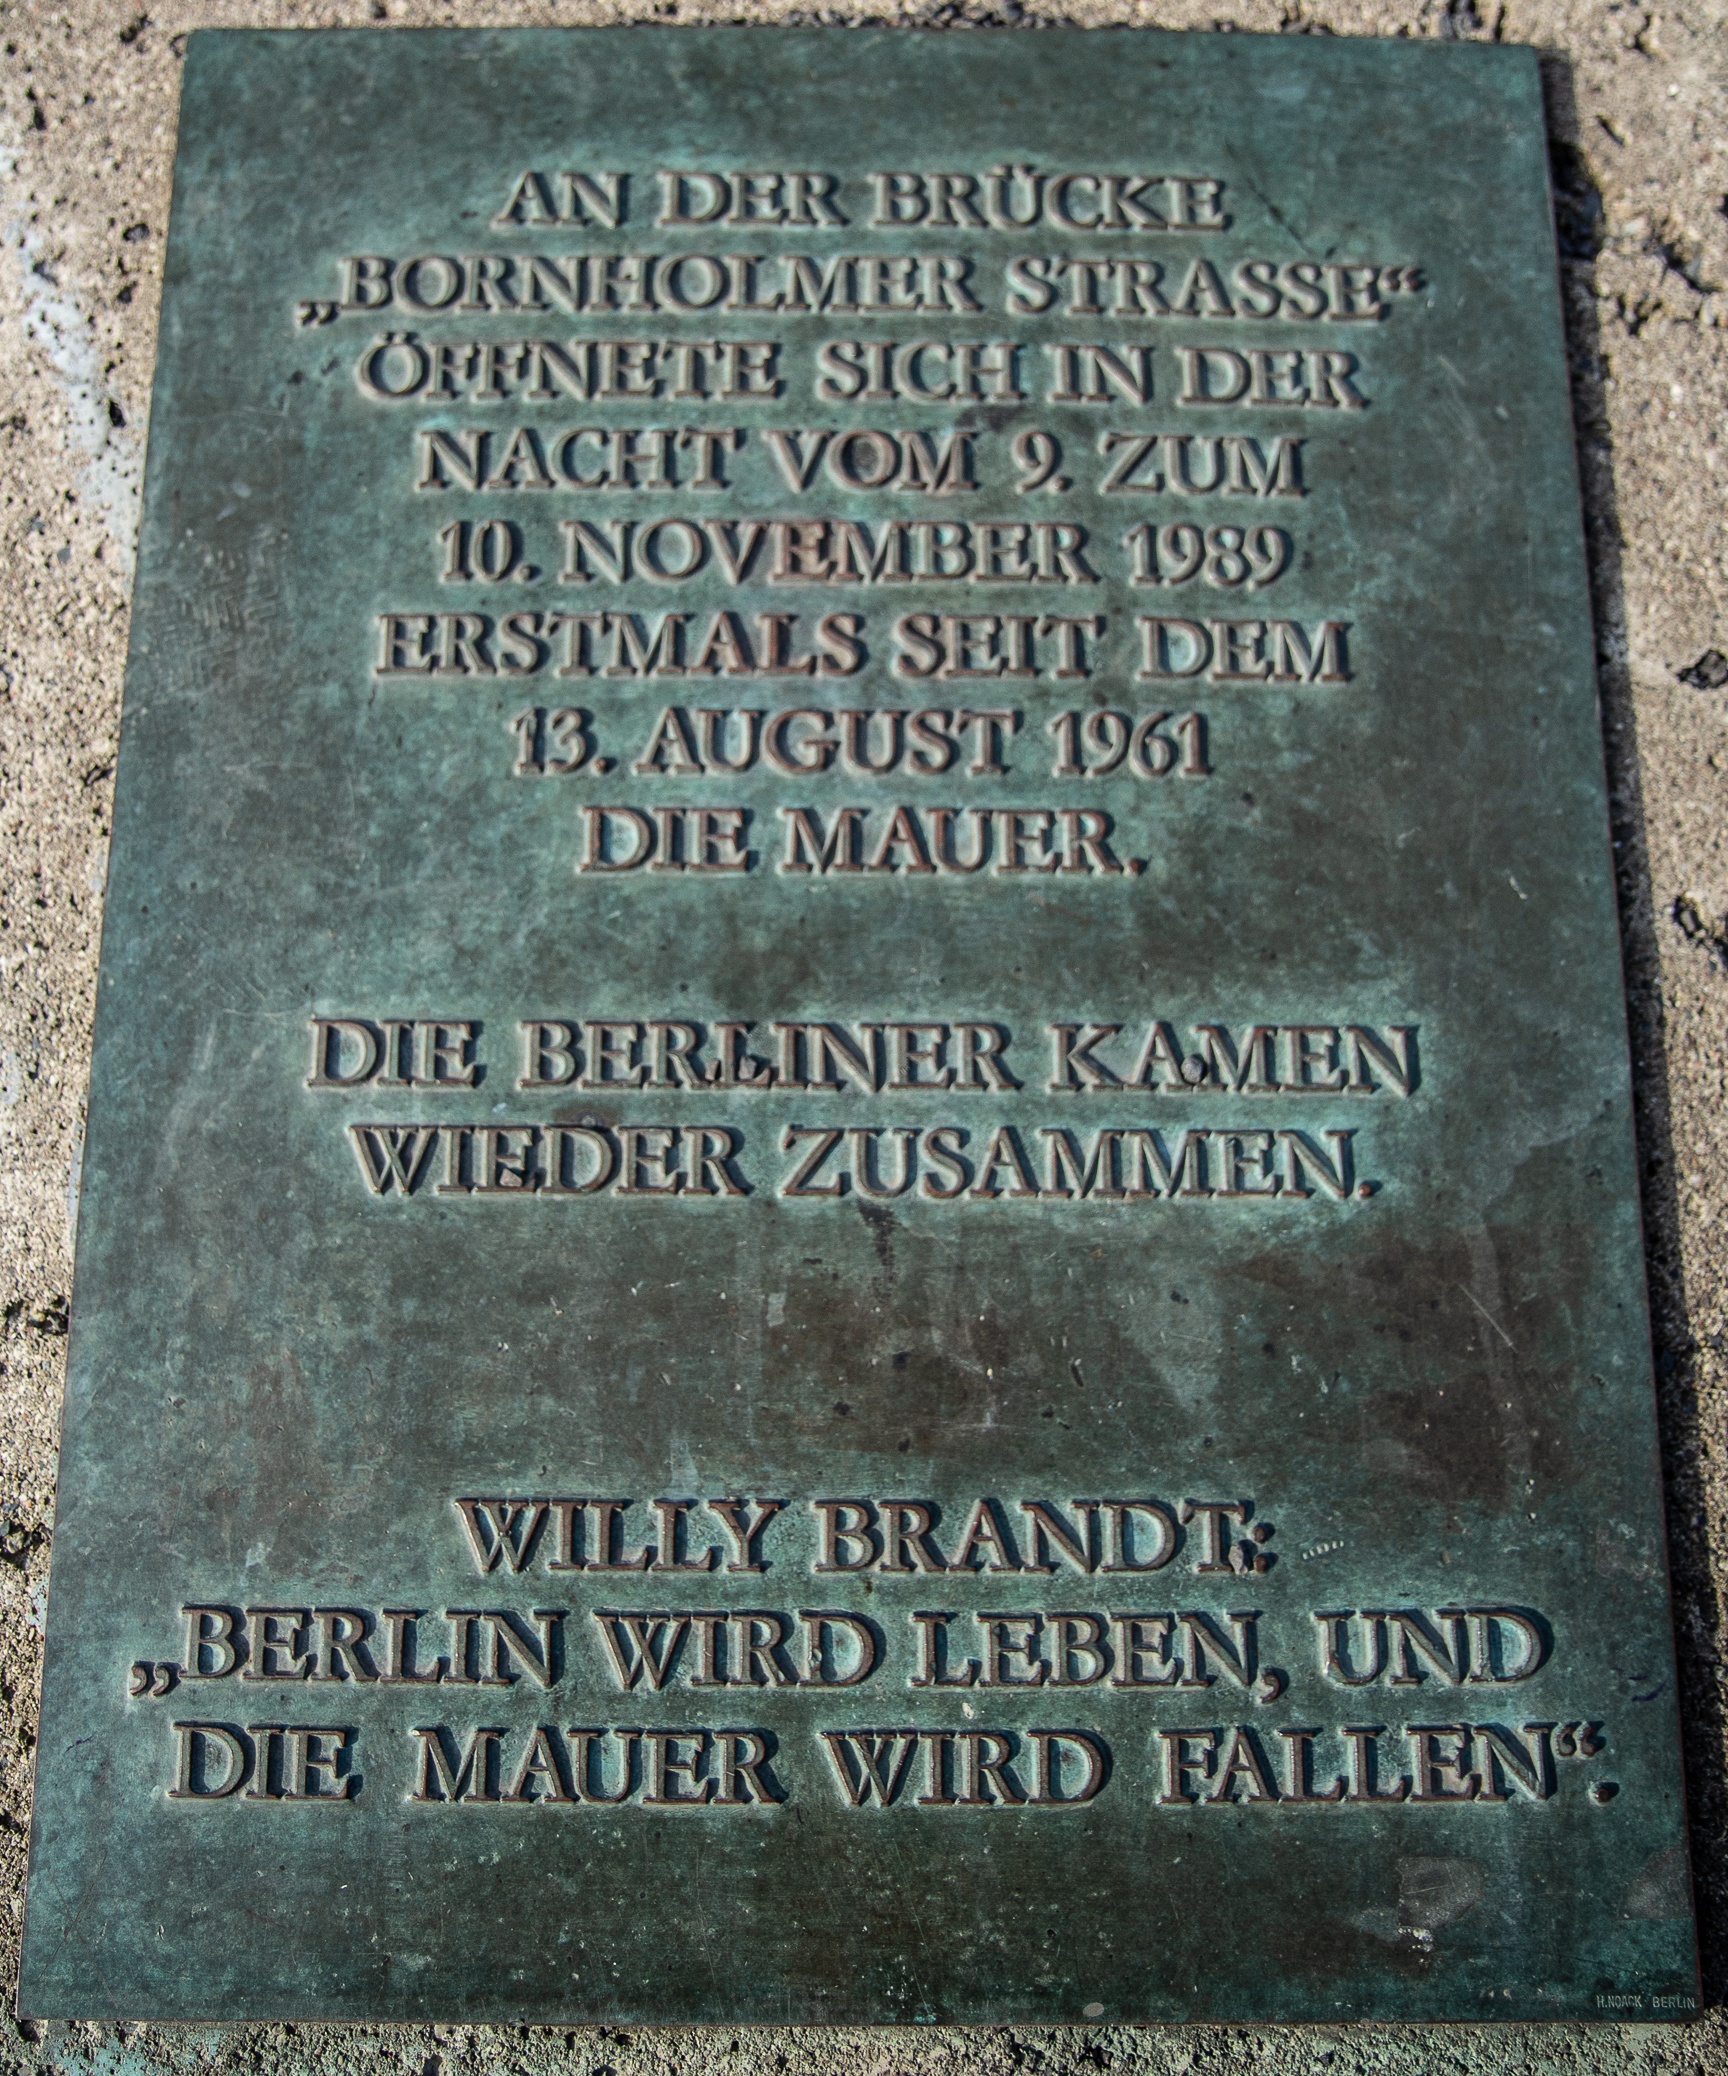 AN DER BRÜCKE
„BORNHOLMER STRASSE“
ÖFFNETE SICH IN DER
NACHT VOM 9. ZUM
10. NOVEMBER 1989
ERSTMALS SEIT DEM
13. AUGUST 1961
DIE MAUER.
DIE BERLINER KAMEN
WIEDER ZUSAMMEN.
WILLY BRANDT:
„BERLIN WIRD LEBEN, UND
DIE MAUER WIRD FALLEN“.
H.NOACK · BERLIN